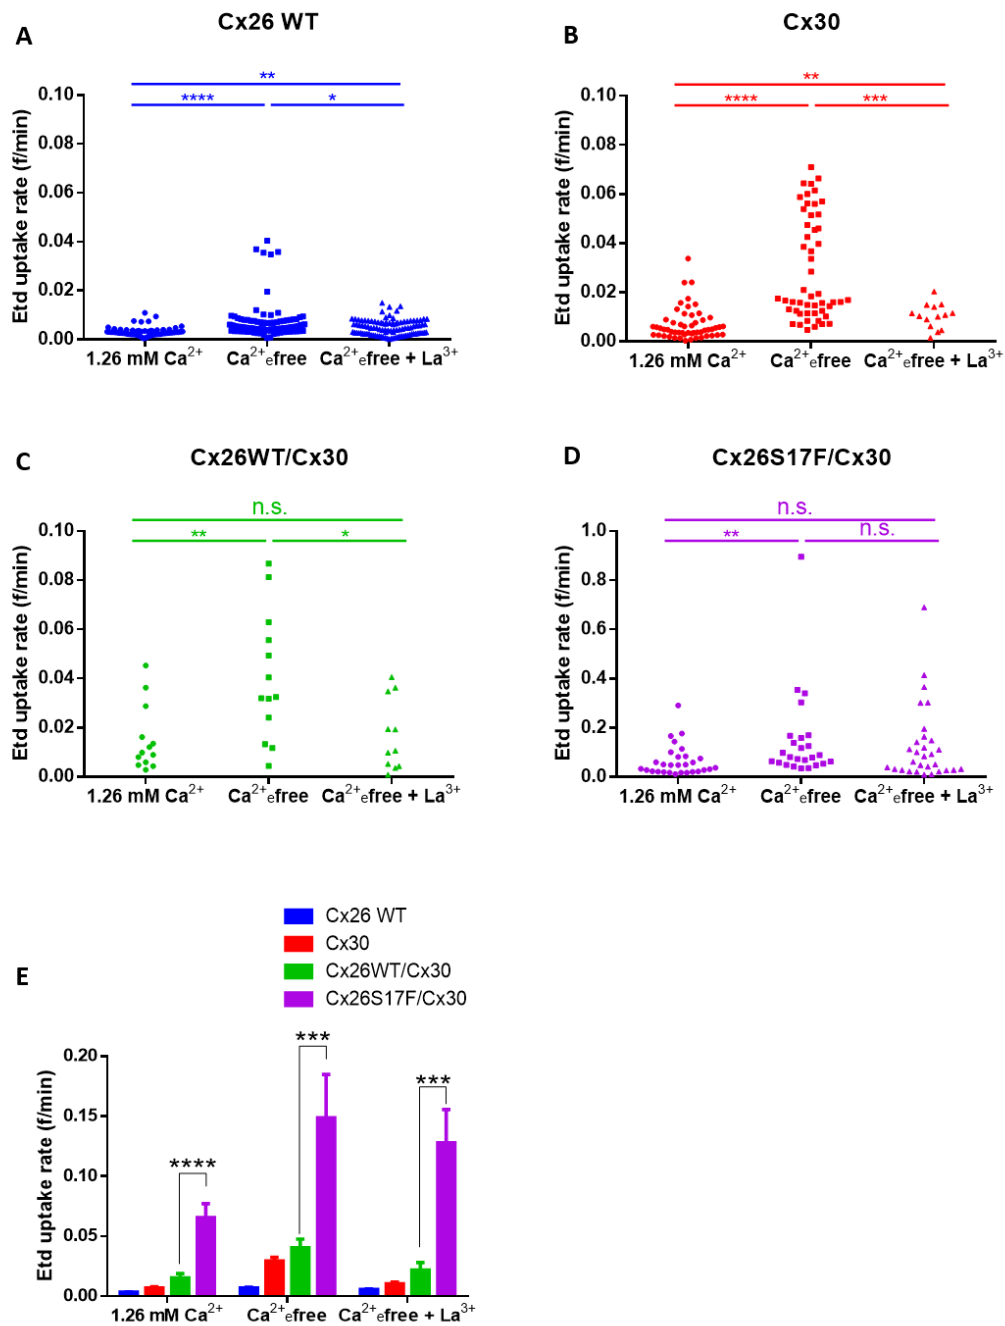 A
Cx26 WT
**
****
*
Etd uptake rate (f/min)
0.10
0.08
0.06
0.04
0.02
0.00
1.26 mM Ca²⁺
Ca²⁺ₑfree
Ca²⁺ₑfree + La³⁺
B
Cx30
**
****
***
Etd uptake rate (f/min)
0.10
0.08
0.06
0.04
0.02
0.00
1.26 mM Ca²⁺
Ca²⁺ₑfree
Ca²⁺ₑfree + La³⁺
C
Cx26WT/Cx30
n.s.
**
*
Etd uptake rate (f/min)
0.10
0.08
0.06
0.04
0.02
0.00
1.26 mM Ca²⁺
Ca²⁺ₑfree
Ca²⁺ₑfree + La³⁺
D
Cx26S17F/Cx30
n.s.
**
n.s.
Etd uptake rate (f/min)
1.0
0.8
0.6
0.4
0.2
0.0
1.26 mM Ca²⁺
Ca²⁺ₑfree
Ca²⁺ₑfree + La³⁺
E
Cx26 WT
Cx30
Cx26WT/Cx30
Cx26S17F/Cx30
****
***
***
Etd uptake rate (f/min)
0.20
0.15
0.10
0.05
0.00
1.26 mM Ca²⁺
Ca²⁺ₑfree
Ca²⁺ₑfree + La³⁺